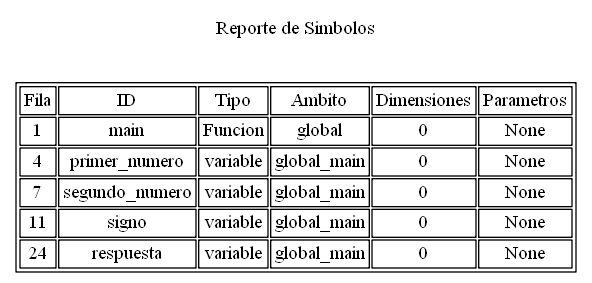 Reporte de Simbolos
Fila ID Tipo Ambito Dimensiones Parametros
1 main Funcion global 0 None
4 primer_numero variable global_main 0 None
7 segundo_numero variable global_main 0 None
11 signo variable global_main 0 None
24 respuesta variable global_main 0 None